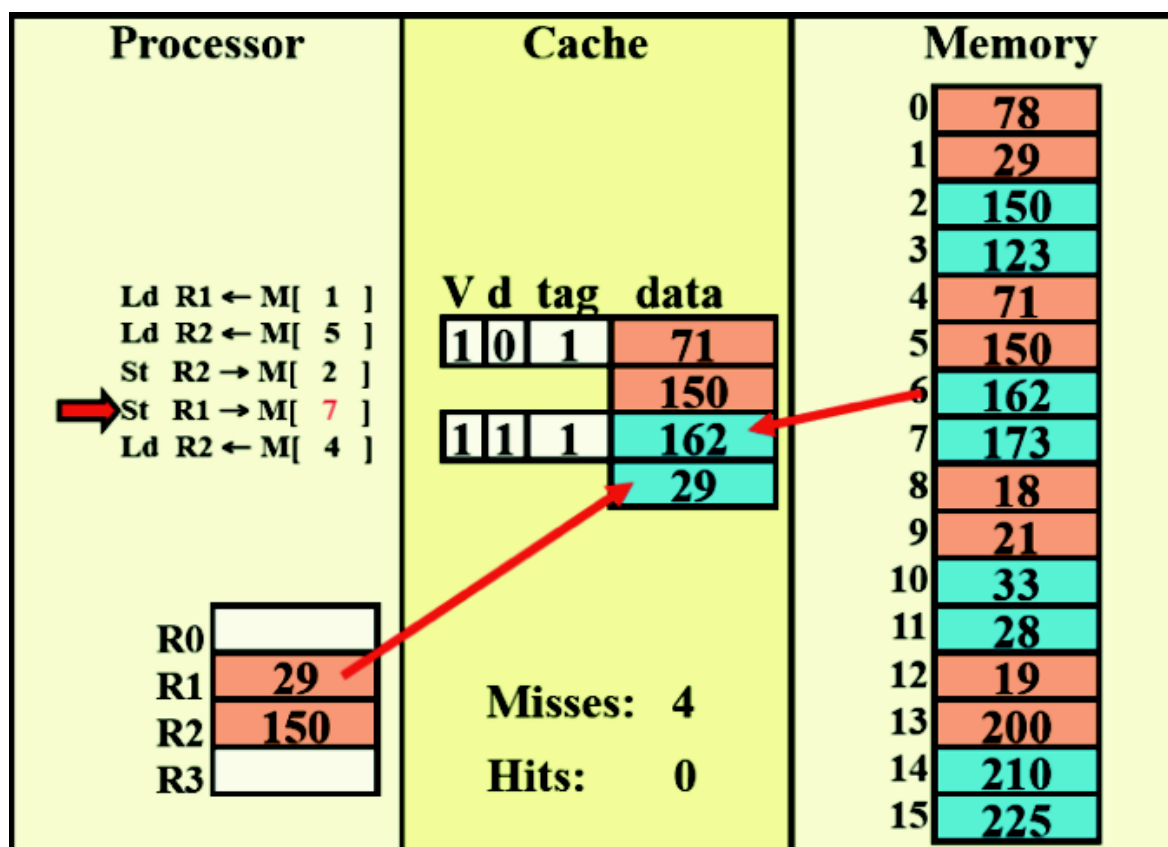 Processor
Ld R1 ← M[ 1 ]
Ld R2 ← M[ 5 ]
St R2 → M[ 2 ]
St R1 → M[ 7 ]
Ld R2 ← M[ 4 ]
R0
R1 29
R2 150
R3
Cache
V d tag data
1 0 1 71
150
1 1 1 162
29
Misses: 4
Hits: 0
Memory
0 78
1 29
2 150
3 123
4 71
5 150
6 162
7 173
8 18
9 21
10 33
11 28
12 19
13 200
14 210
15 225